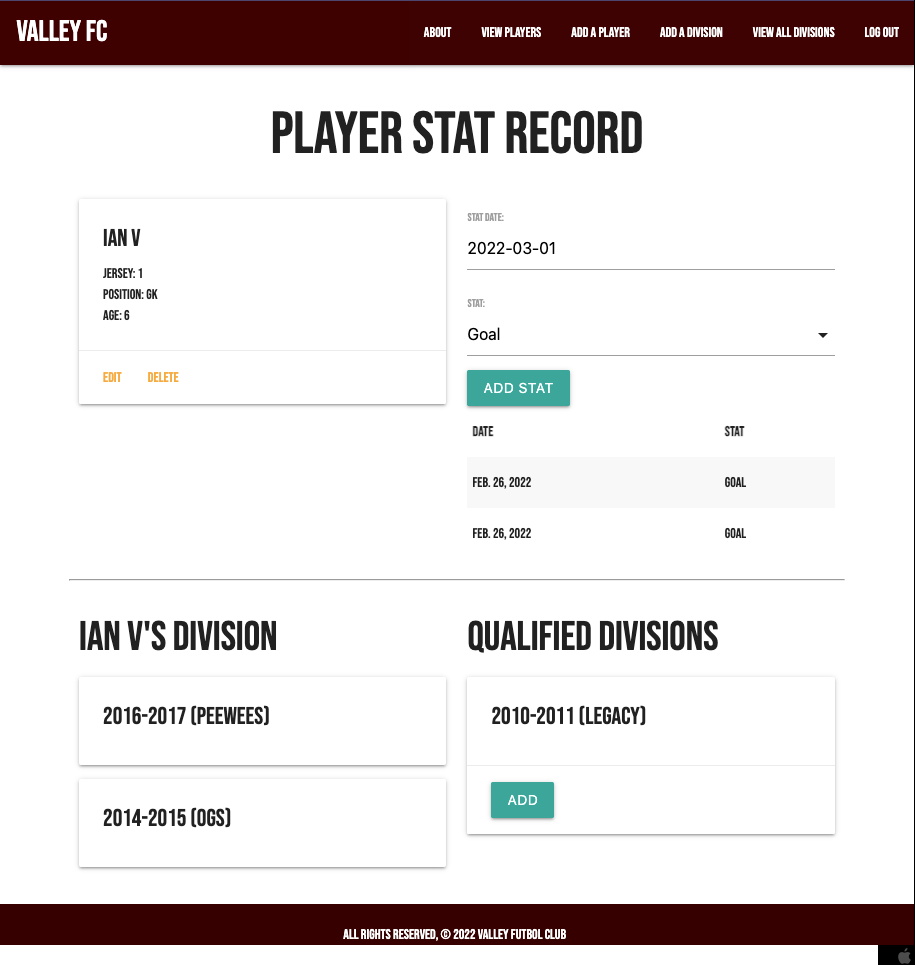 VALLEY FC
ABOUT VIEW PLAYERS ADD A PLAYER ADD A DIVISION VIEW ALL DIVISIONS LOG OUT
PLAYER STAT RECORD
IAN V
JERSEY: 1
POSITION: GK
AGE: 6
EDIT DELETE
STAT DATE:
2022-03-01
STAT:
Goal
ADD STAT
DATE STAT
FEB. 26, 2022 GOAL
FEB. 26, 2022 GOAL
IAN V'S DIVISION
2016-2017 (PEEWEES)
2014-2015 (OGS)
QUALIFIED DIVISIONS
2010-2011 (LEGACY)
ADD
ALL RIGHTS RESERVED, © 2022 VALLEY FUTBOL CLUB